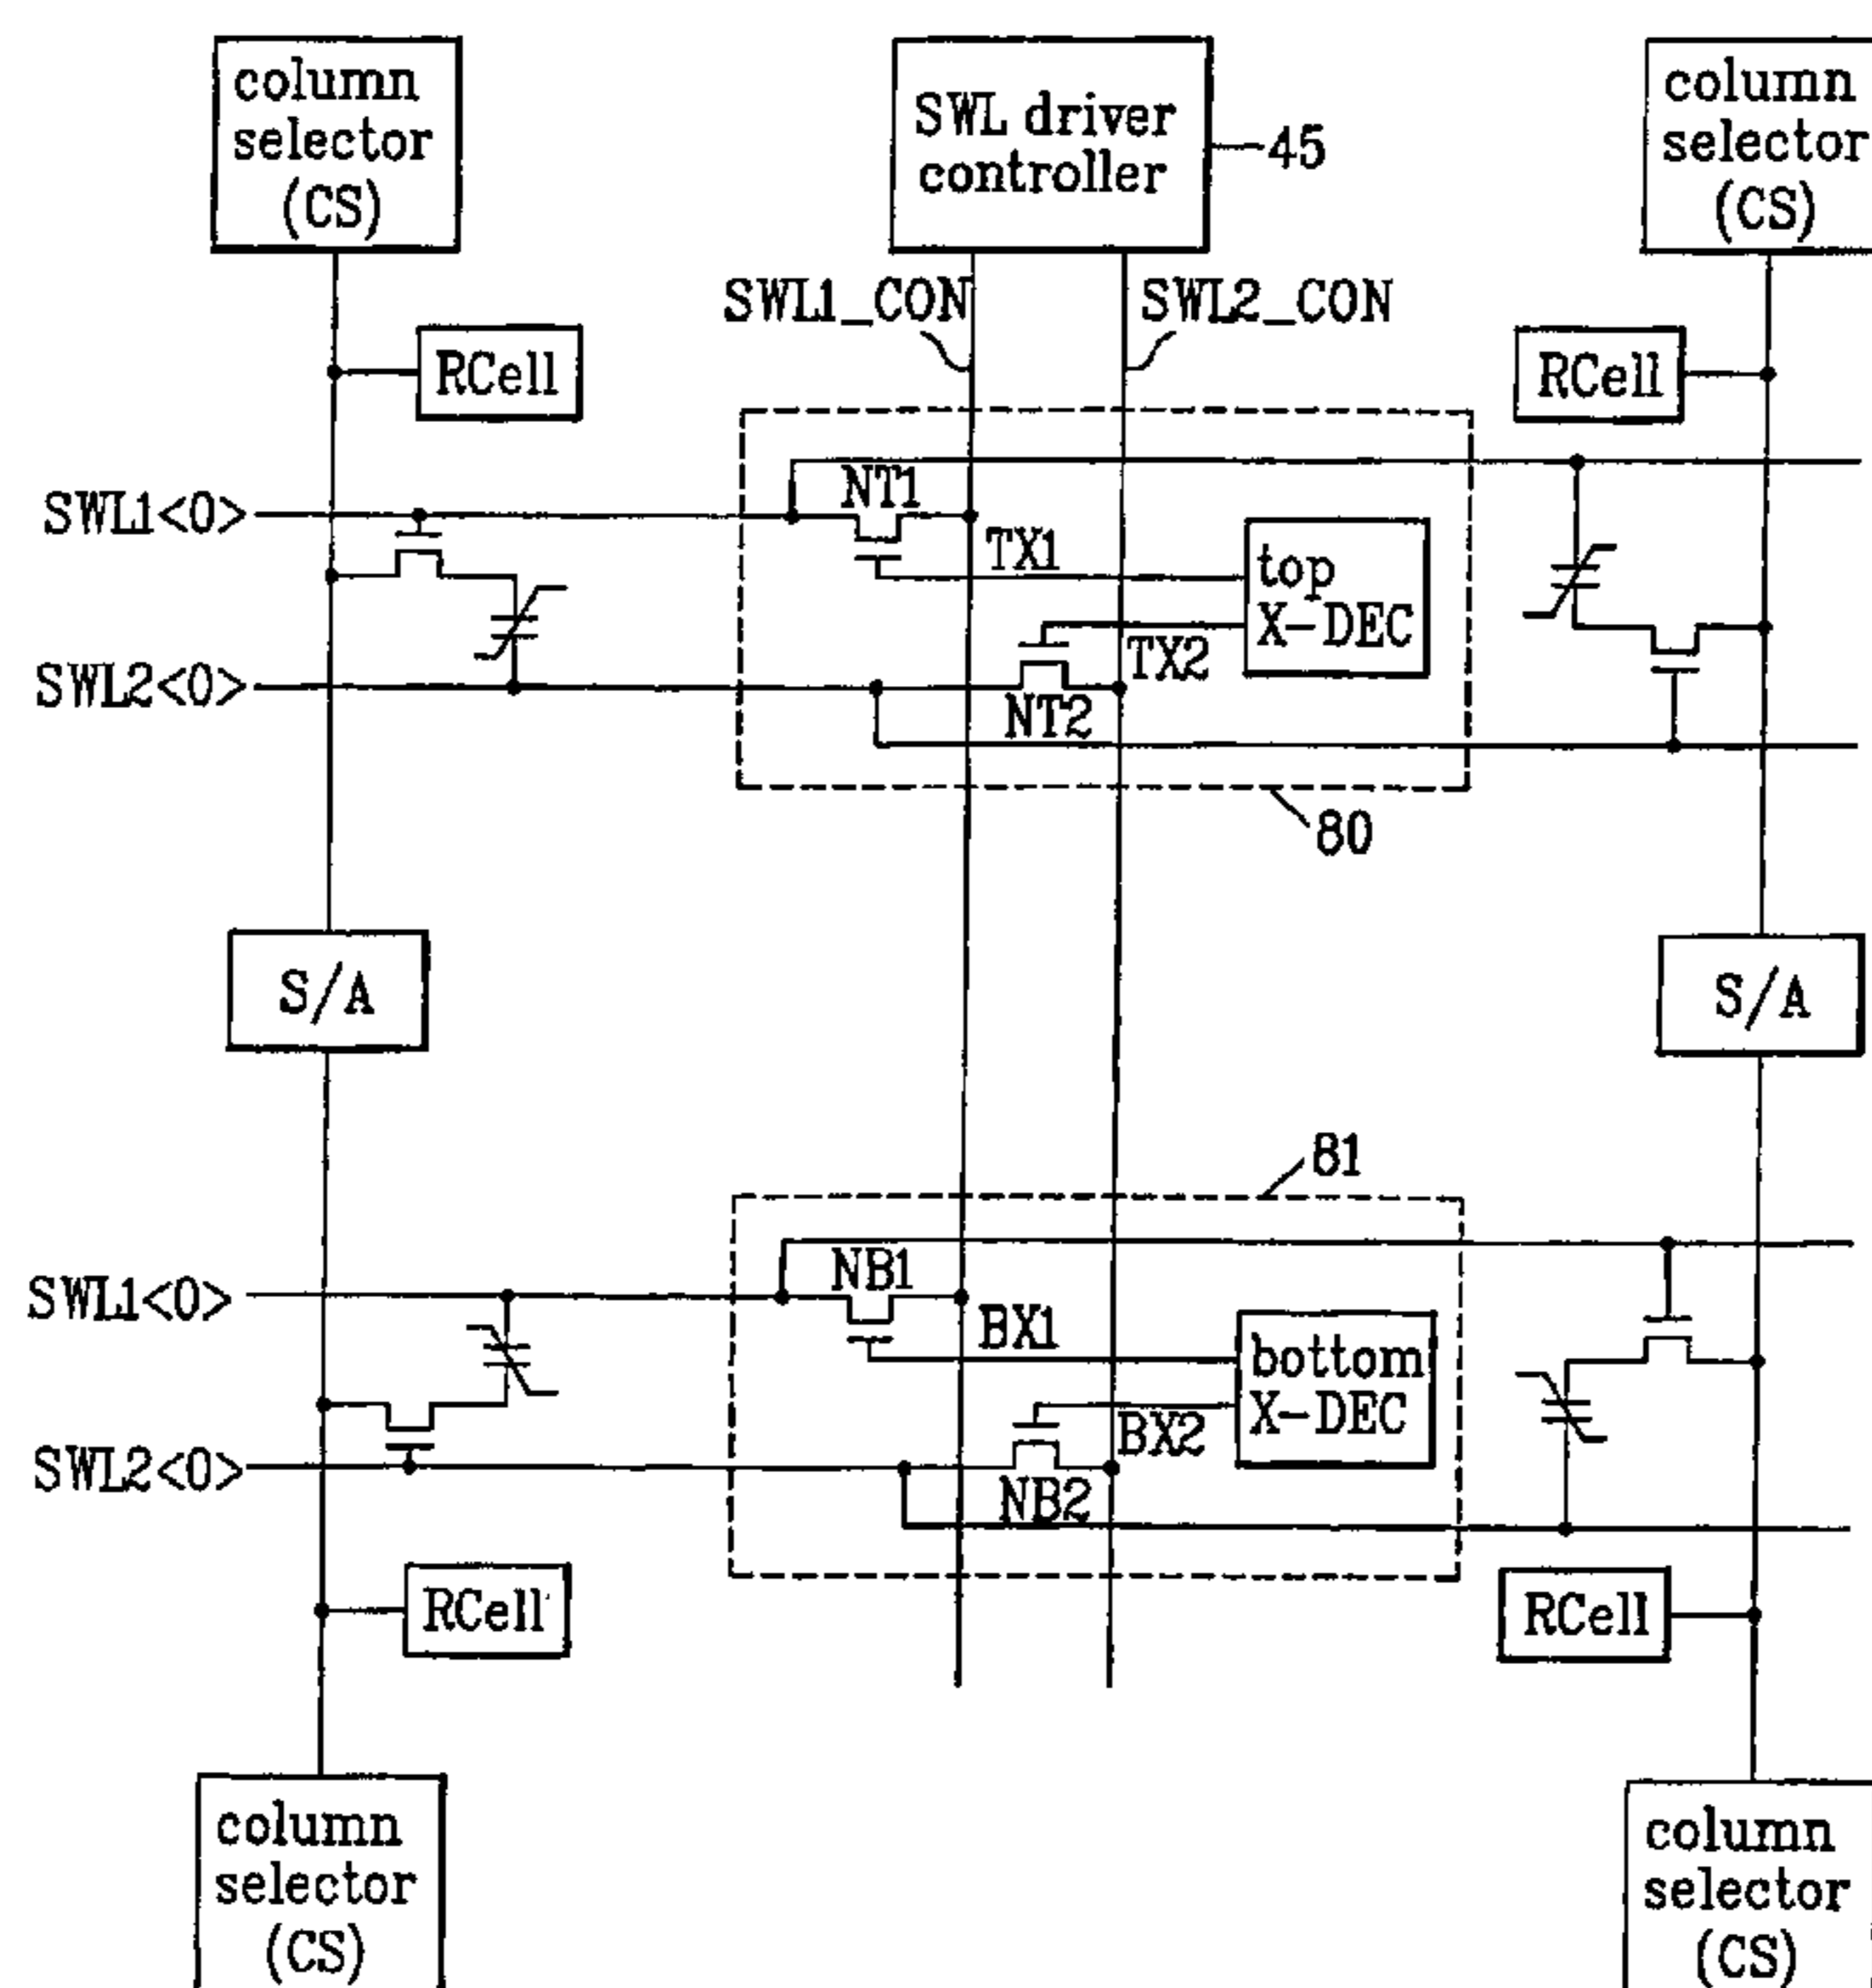 column
selector
(CS)
SWL driver
controller
45
column
selector
(CS)
SWL1_CON
SWL2_CON
RCell
RCell
SWL1<0>
NT1
TX1
top
X-DEC
SWL2<0>
TX2
NT2
80
S/A
S/A
81
SWL1<0>
NB1
BX1
bottom
X-DEC
SWL2<0>
BX2
NB2
RCell
RCell
column
selector
(CS)
column
selector
(CS)